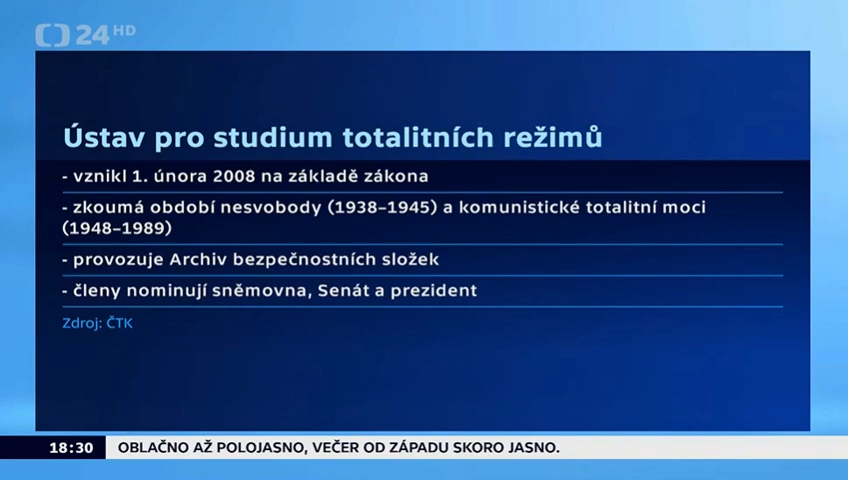 24 HD
Ústav pro studium totalitních režimů
- vznikl 1. února 2008 na základě zákona
- zkoumá období nesvobody (1938–1945) a komunistické totalitní moci
(1948–1989)
- provozuje Archiv bezpečnostních složek
- členy nominují sněmovna, Senát a prezident
Zdroj: ČTK
18:30 OBLAČNO AŽ POLOJASNO, VEČER OD ZÁPADU SKORO JASNO.